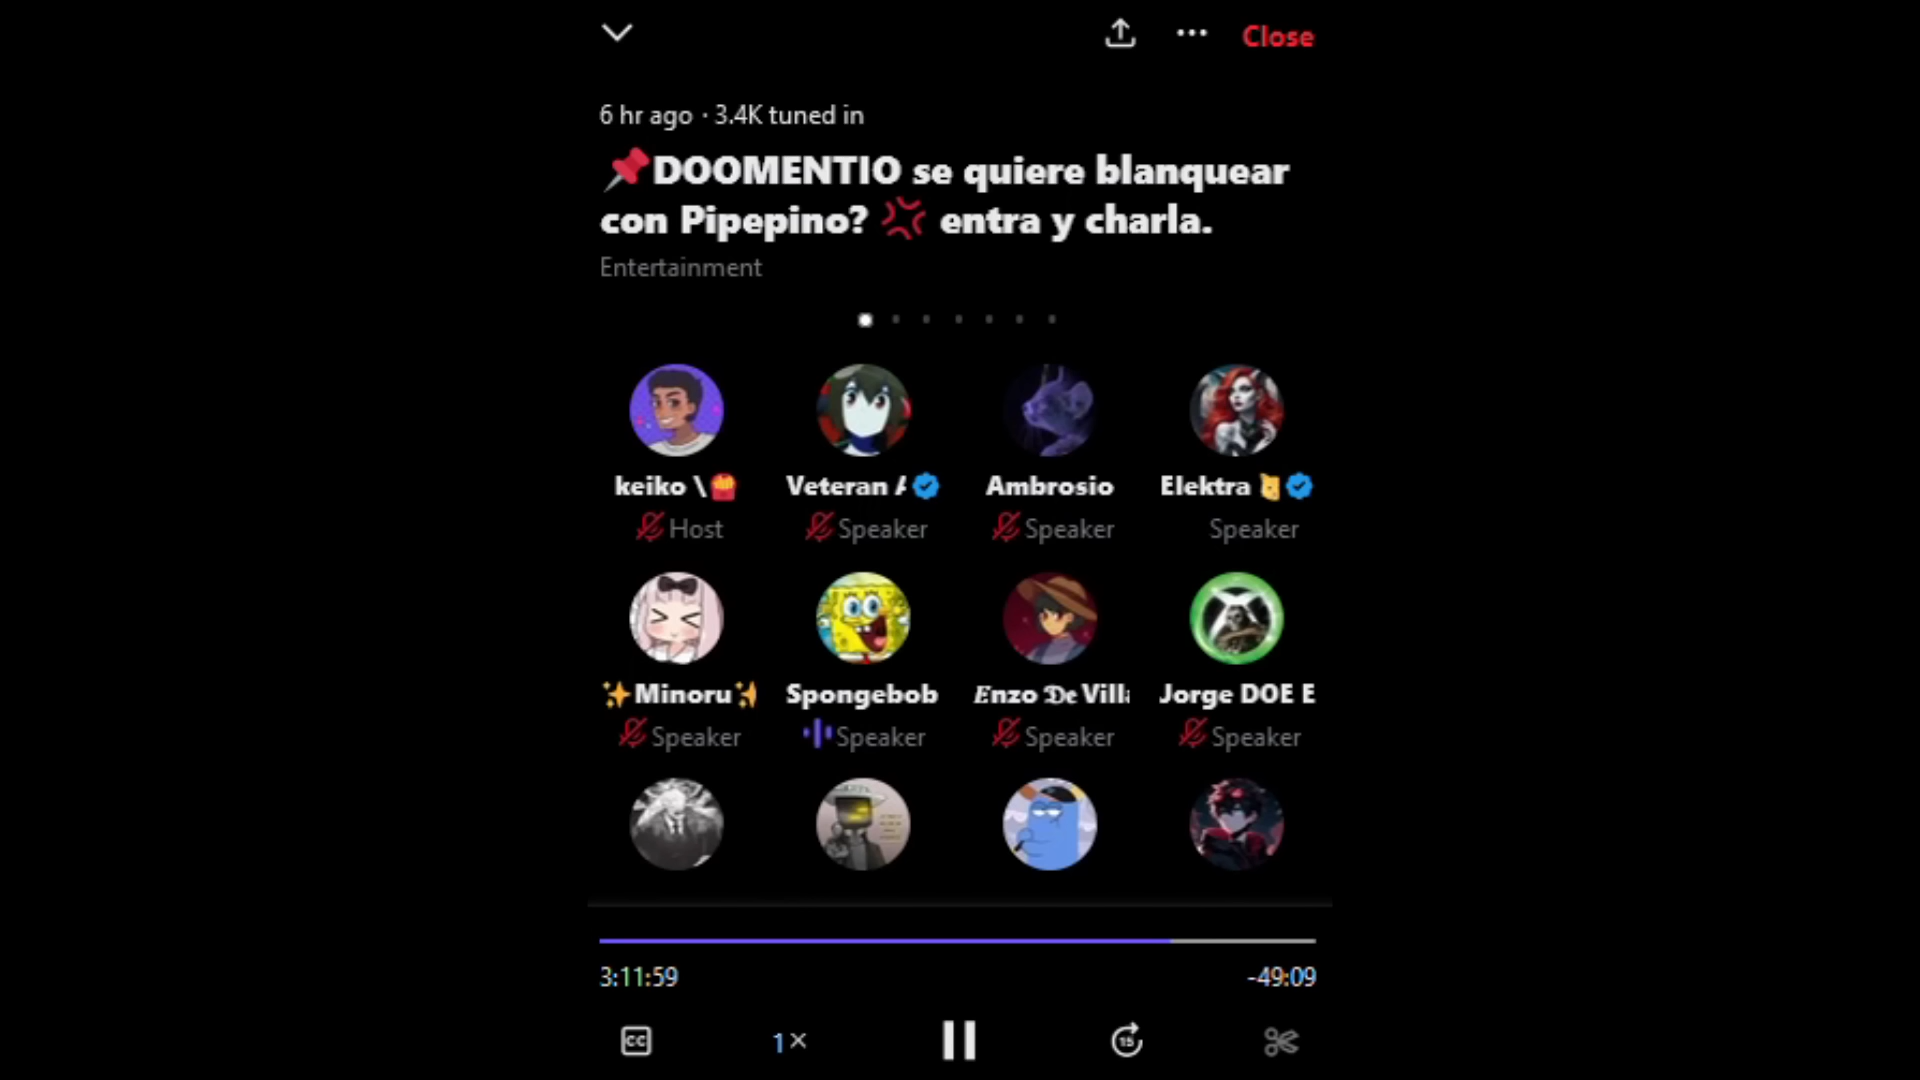 Close
6 hr ago · 3.4K tuned in
📌DOOMENTIO se quiere blanquear
con Pipepino? 💢 entra y charla.
Entertainment
keiko \🍟 Veteran Ambrosio Elektra
Host Speaker Speaker Speaker
✨Minoru✨ Spongebob Enzo De Vill Jorge DOE E
Speaker Speaker Speaker Speaker
3:11:59 -49:09
CC 1× 15